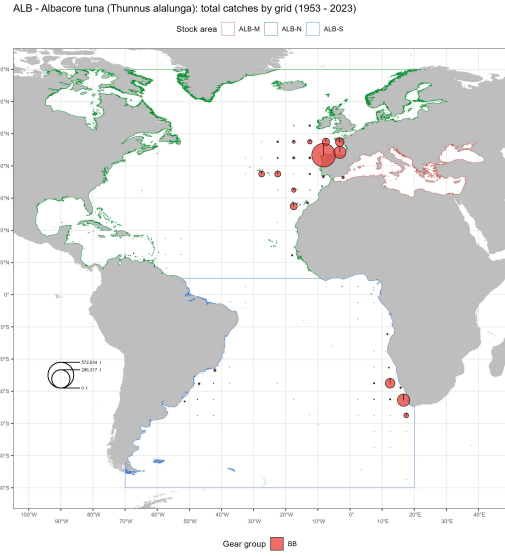 ALB - Albacore tuna (Thunnus alalunga): total catches by grid (1953 - 2023)
Stock area ALB-M ALB-N ALB-S
0°
572,634 t
286,317 t
0 t
100°W 80°W 60°W 40°W 20°W 0° 20°E 40°E
90°W 70°W 50°W 30°W 10°W 10°E 30°E
Gear group BB